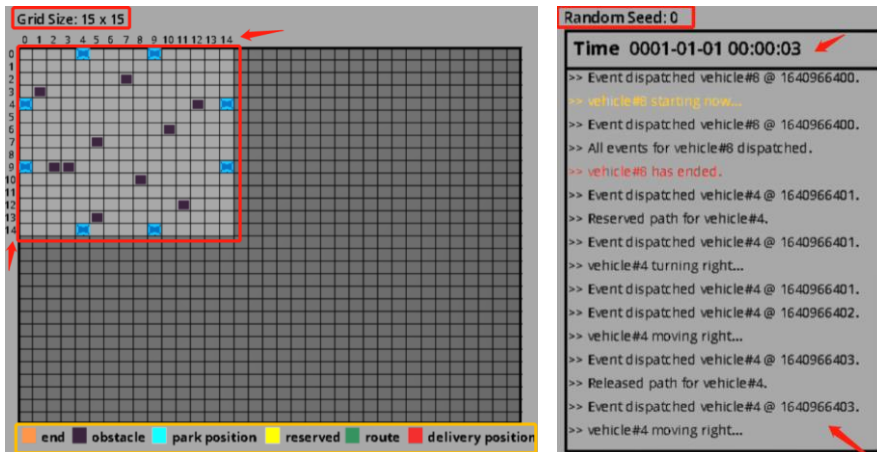 Grid Size: 15 x 15
0 1 2 3 4 5 6 7 8 9 10 11 12 13 14
0
1
2
3
4
5
6
7
8
9
10
11
12
13
14
end obstacle park position reserved route delivery position
Random Seed: 0
Time 0001-01-01 00:00:03
>> Event dispatched vehicle#6 @ 1640966400.
>> vehicle#6 starting now...
>> Event dispatched vehicle#6 @ 1640966400.
>> All events for vehicle#6 dispatched.
>> vehicle#6 has ended.
>> Event dispatched vehicle#4 @ 1640966401.
>> Reserved path for vehicle#4.
>> Event dispatched vehicle#4 @ 1640966401.
>> vehicle#4 turning right...
>> Event dispatched vehicle#4 @ 1640966401.
>> Event dispatched vehicle#4 @ 1640966402.
>> vehicle#4 moving right...
>> Event dispatched vehicle#4 @ 1640966403.
>> Released path for vehicle#4.
>> Event dispatched vehicle#4 @ 1640966403.
>> vehicle#4 moving right...